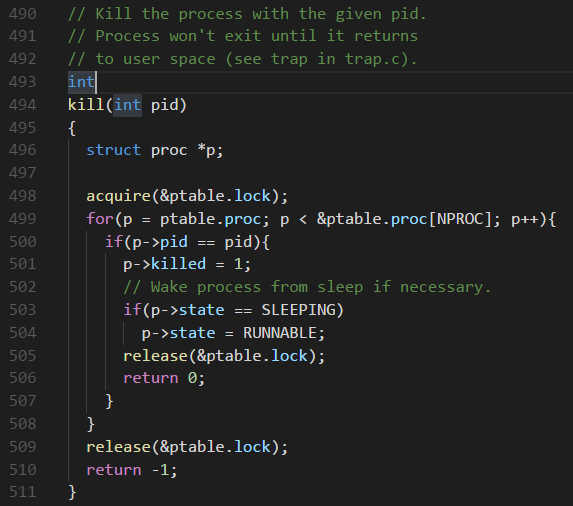 490 // Kill the process with the given pid.
491 // Process won't exit until it returns
492 // to user space (see trap in trap.c).
493 int
494 kill(int pid)
495 {
496   struct proc *p;
497
498   acquire(&ptable.lock);
499   for(p = ptable.proc; p < &ptable.proc[NPROC]; p++){
500     if(p->pid == pid){
501       p->killed = 1;
502       // Wake process from sleep if necessary.
503       if(p->state == SLEEPING)
504         p->state = RUNNABLE;
505       release(&ptable.lock);
506       return 0;
507     }
508   }
509   release(&ptable.lock);
510   return -1;
511 }